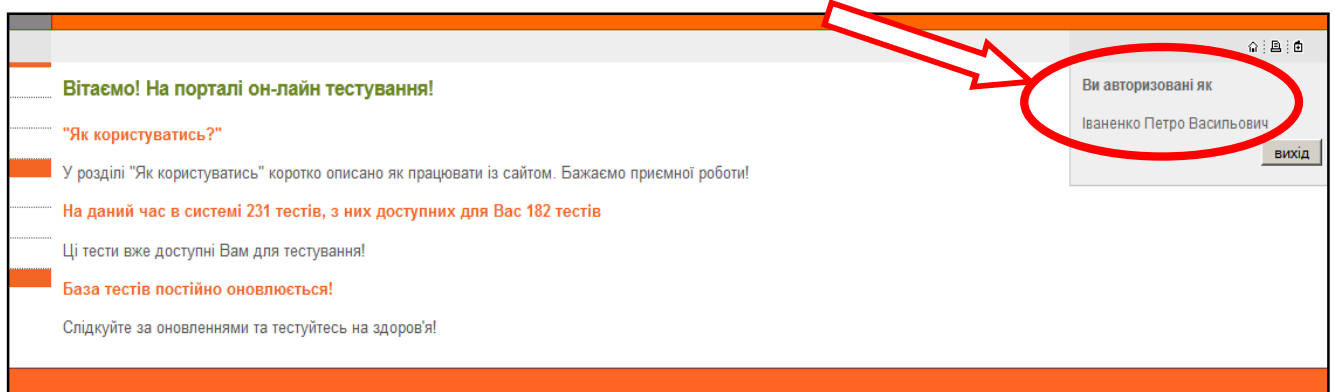 Вітаємо! На порталі он-лайн тестування!
"Як користуватись?"
У розділі "Як користуватись" коротко описано як працювати із сайтом. Бажаємо приємної роботи!
На даний час в системі 231 тестів, з них доступних для Вас 182 тестів
Ці тести вже доступні Вам для тестування!
База тестів постійно оновлюється!
Слідкуйте за оновленнями та тестуйтесь на здоров'я!
Ви авторизовані як
Іваненко Петро Васильович
вихід